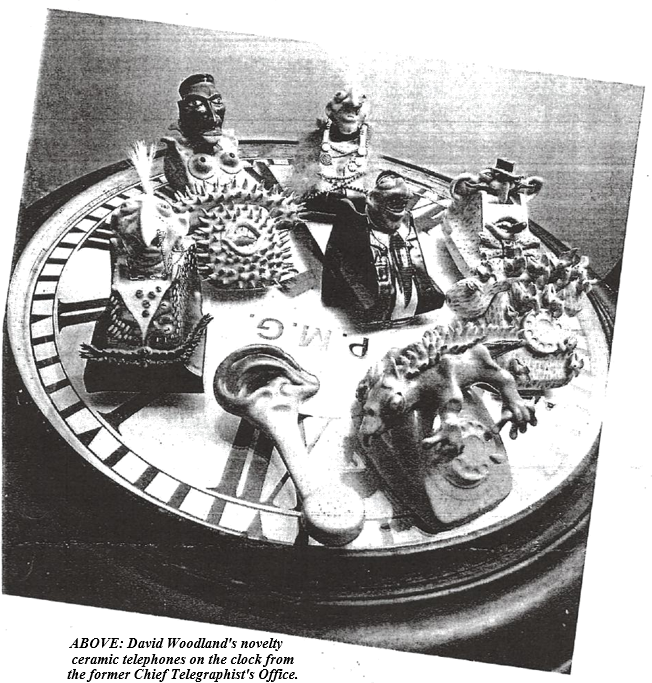 P.M.G.
ABOVE: David Woodland's novelty
ceramic telephones on the clock from
the former Chief Telegraphist's Office.